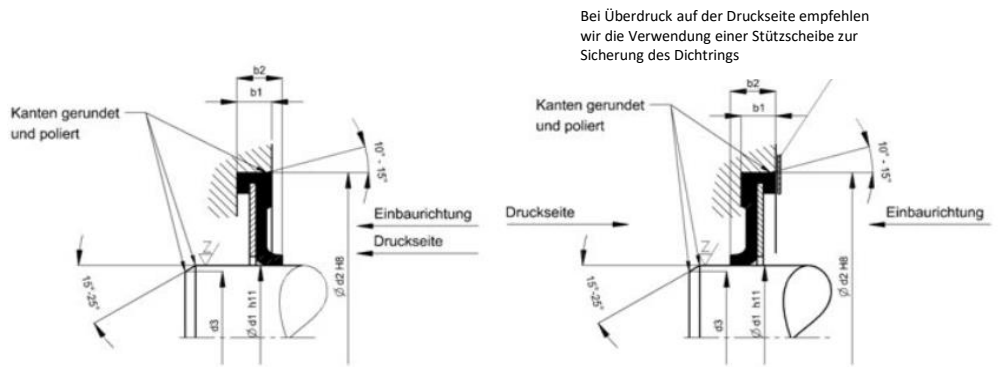 Bei Überdruck auf der Druckseite empfehlen
wir die Verwendung einer Stützscheibe zur
Sicherung des Dichtrings
b2
b1
Kanten gerundet
und poliert
10° - 15°
Einbaurichtung
Druckseite
Z
15°-25°
d3
Ø d1 h11
Ø d2 H8
b2
b1
Kanten gerundet
und poliert
10° - 15°
Druckseite
Einbaurichtung
Z
15°-25°
d3
Ø d1 h11
Ø d2 H8